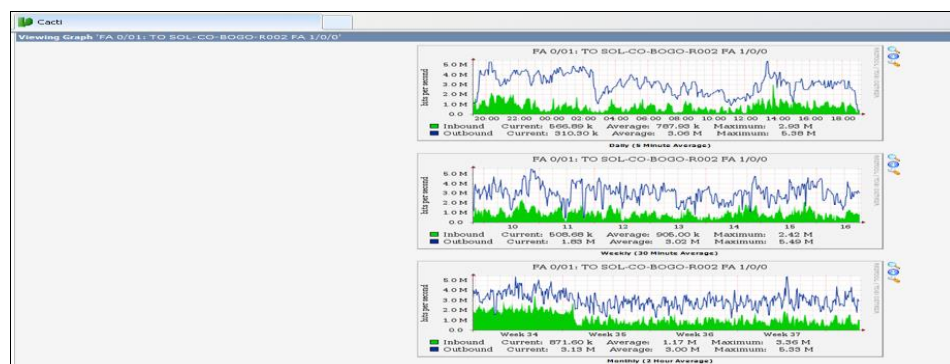 Cacti
Viewing Graph 'FA 0/01: TO SOL-CO-BOGO-R002 FA 1/0/0'
FA 0/01: TO SOL-CO-BOGO-R002 FA 1/0/0
bits per second
5.0 M
4.0 M
3.0 M
2.0 M
1.0 M
0.0
20:00 22:00 00:00 02:00 04:00 06:00 08:00 10:00 12:00 14:00 16:00 18:00
Inbound Current: 566.89 k Average: 787.93 k Maximum: 2.93 M
Outbound Current: 310.30 k Average: 3.06 M Maximum: 5.38 M
Daily (5 Minute Average)
FA 0/01: TO SOL-CO-BOGO-R002 FA 1/0/0
bits per second
5.0 M
4.0 M
3.0 M
2.0 M
1.0 M
0.0
10 11 12 13 14 15 16
Inbound Current: 508.68 k Average: 905.00 k Maximum: 2.42 M
Outbound Current: 1.83 M Average: 3.02 M Maximum: 5.49 M
Weekly (30 Minute Average)
FA 0/01: TO SOL-CO-BOGO-R002 FA 1/0/0
bits per second
5.0 M
4.0 M
3.0 M
2.0 M
1.0 M
0.0
Week 34 Week 35 Week 36 Week 37
Inbound Current: 871.60 k Average: 1.17 M Maximum: 3.36 M
Outbound Current: 3.13 M Average: 3.00 M Maximum: 5.33 M
Monthly (2 Hour Average)